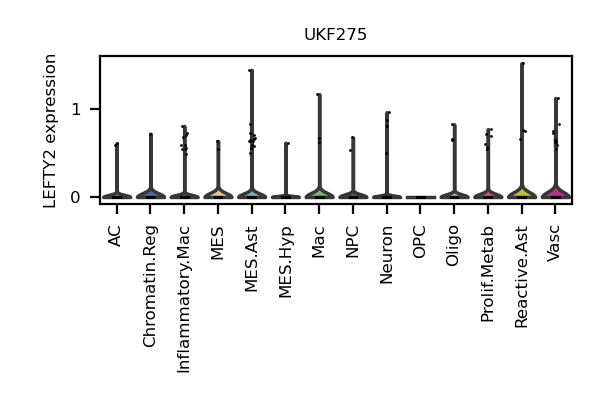 UKF275
LEFTY2 expression
1
0
AC
Chromatin.Reg
Inflammatory.Mac
MES
MES.Ast
MES.Hyp
Mac
NPC
Neuron
OPC
Oligo
Prolif.Metab
Reactive.Ast
Vasc